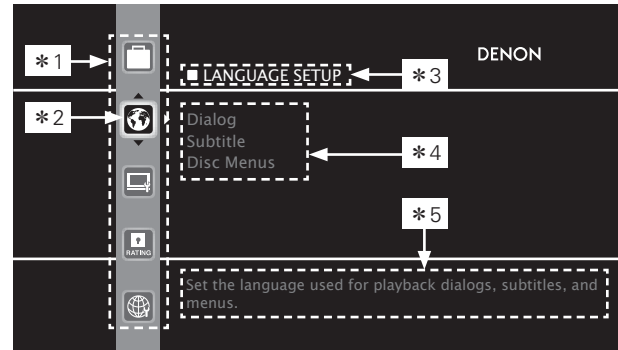 DENON
*1
■ LANGUAGE SETUP
*3
*2
Dialog
Subtitle
Disc Menus
*4
*5
RATING
Set the language used for playback dialogs, subtitles, and
menus.